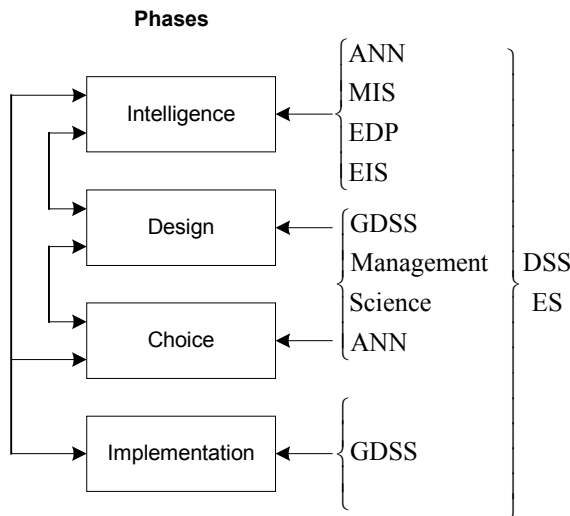 Phases
Intelligence
ANN
MIS
EDP
EIS
Design
GDSS
Management
Science
ANN
Choice
Implementation
GDSS
DSS
ES